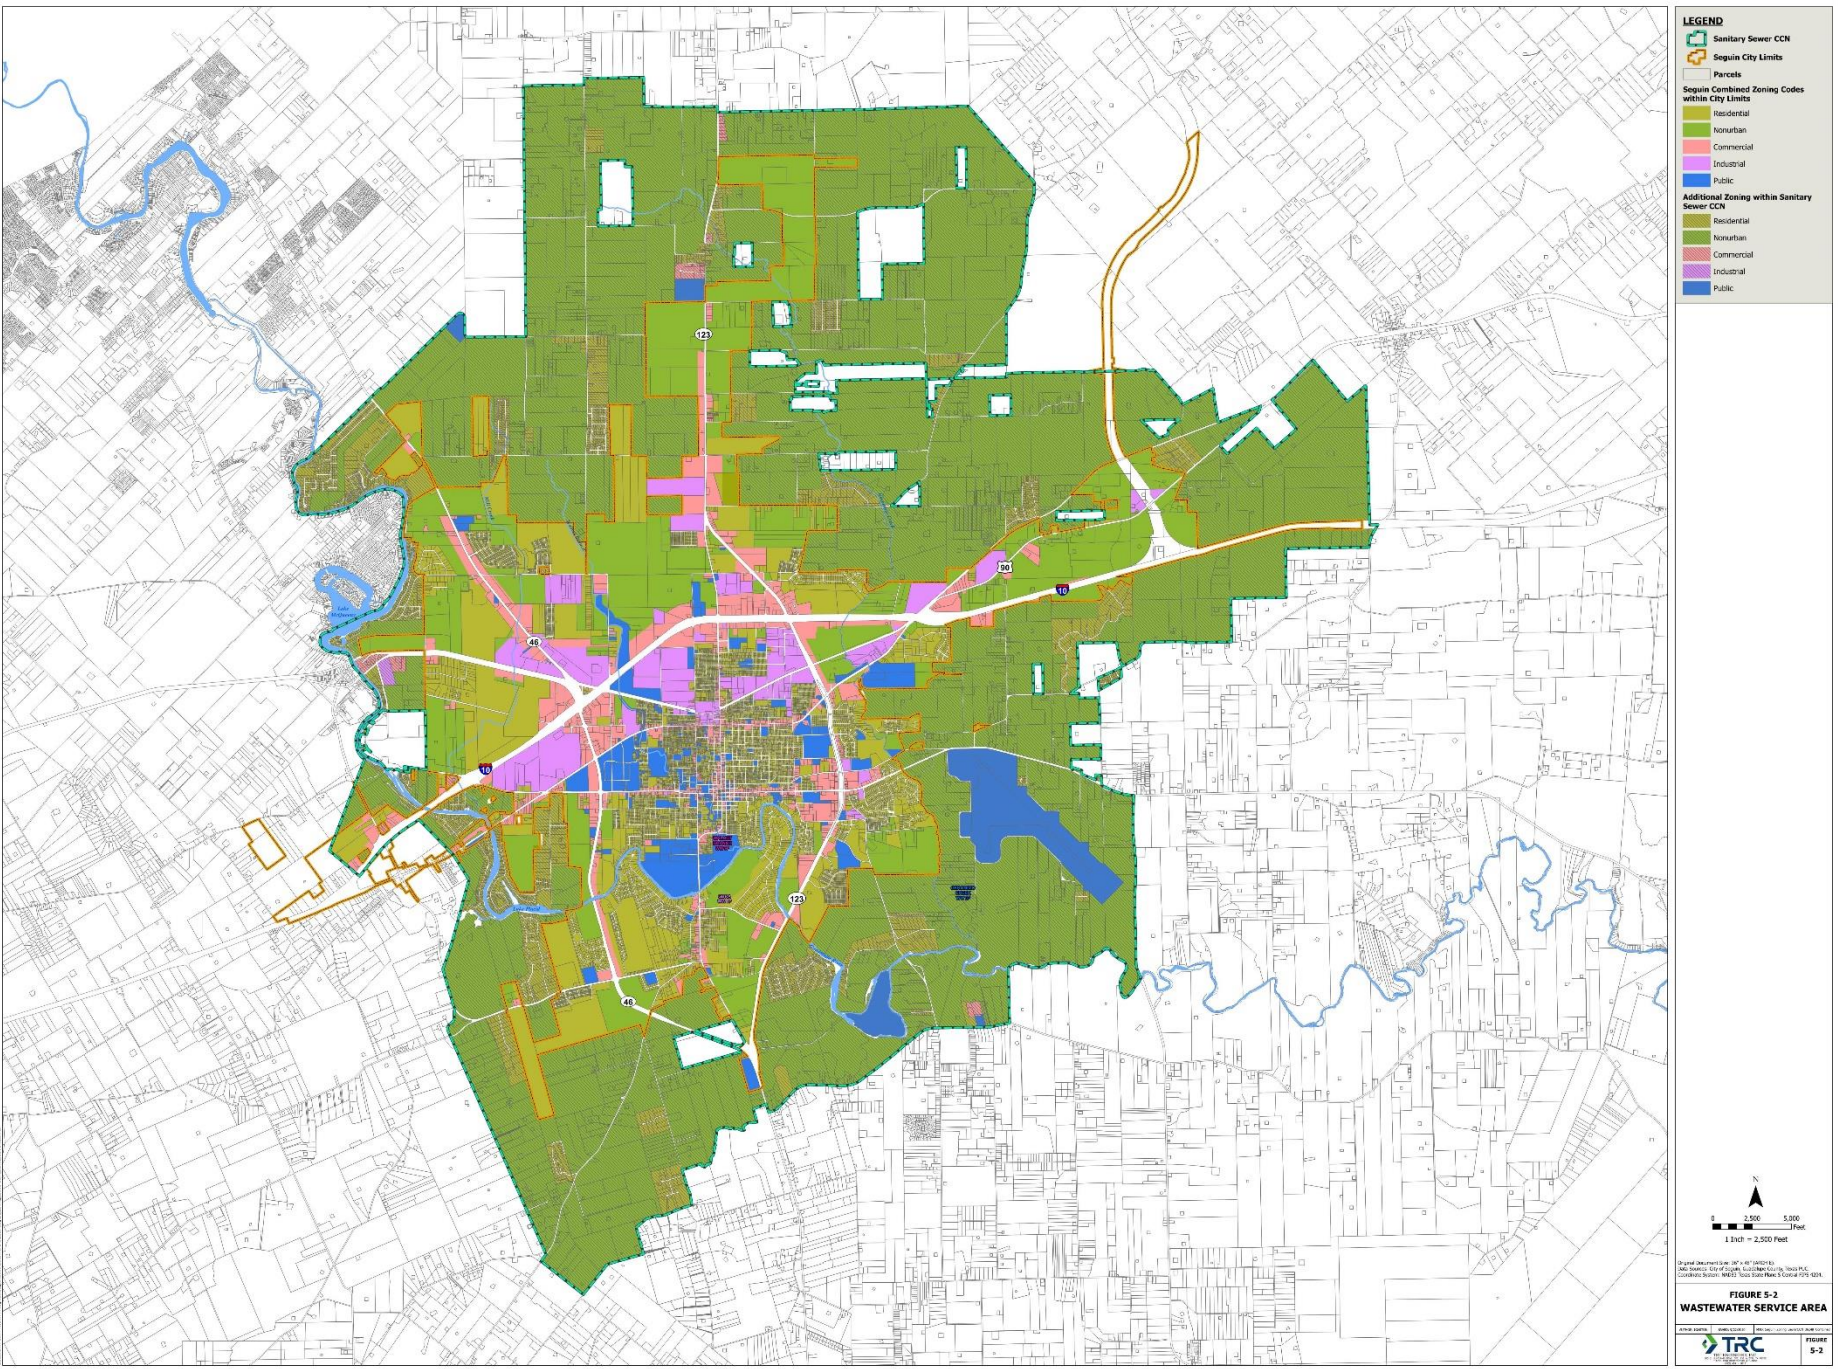 LEGEND
Sanitary Sewer CCN
Seguin City Limits
Parcels
Seguin Combined Zoning Codes
within City Limits
Residential
Nonurban
Commercial
Industrial
Public
Additional Zoning within Sanitary
Sewer CCN
Residential
Nonurban
Commercial
Industrial
Public
123
90
10
46
10
123
46
Lake
N
0 2,500 5,000
Feet
1 Inch = 2,500 Feet
FIGURE 5-2
WASTEWATER SERVICE AREA
TRC
FIGURE
5-2